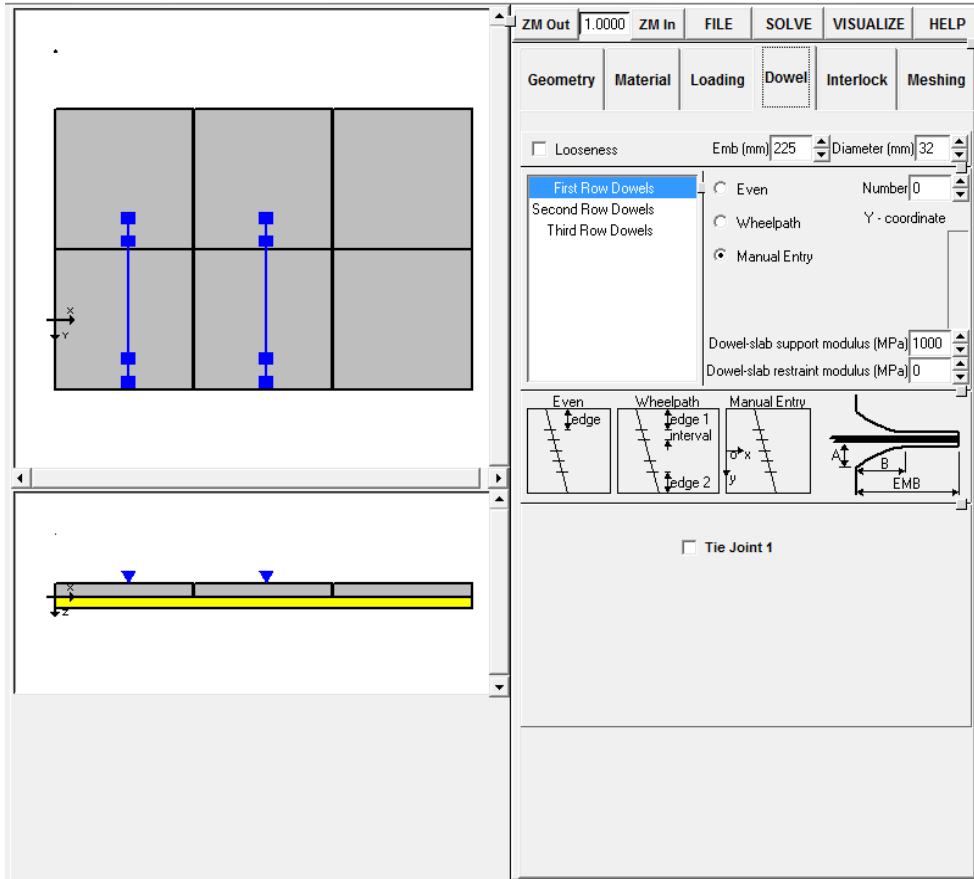 ZM Out 1.0000 ZM In FILE SOLVE VISUALIZE HELP
Geometry Material Loading Dowel Interlock Meshing
Looseness Emb (mm) 225 Diameter (mm) 32
First Row Dowels
Second Row Dowels
Third Row Dowels
Even Number 0
Wheelpath Y - coordinate
Manual Entry
Dowel-slab support modulus (MPa) 1000
Dowel-slab restraint modulus (MPa) 0
Even Wheelpath Manual Entry
edge edge 1
interval
o x
y
edge 2
A
B
EMB
Tie Joint 1
X
Y
X
Z